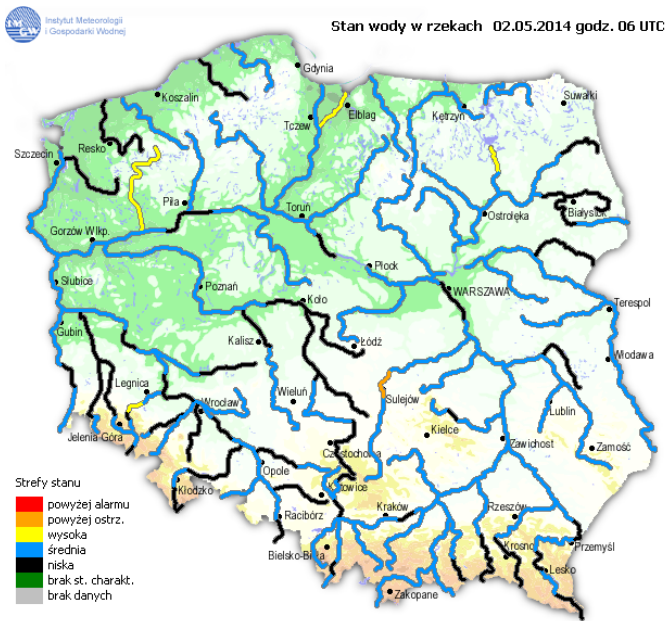 Instytut Meteorologii
i Gospodarki Wodnej
IMGW
Stan wody w rzekach 02.05.2014 godz. 06 UTC
Gdynia
Koszalin
Suwałki
Elbląg
Kętrzyn
Tczew
Resko
Szczecin
Piła
Toruń
Ostrołęka
Białystok
Gorzów Wlkp.
Płock
Słubice
Poznań
Koło
WARSZAWA
Terespol
Gubin
Kalisz
Łódź
Włodawa
Legnica
Wrocław
Wieluń
Sulejów
Lublin
Jelenia Góra
Kielce
Zawichost
Zamość
Częstochowa
Opole
Kłodzko
Katowice
Racibórz
Kraków
Rzeszów
Bielsko-Biała
Krosno
Przemyśl
Lesko
Zakopane
Strefy stanu
powyżej alarmu
powyżej ostrz.
wysoka
średnia
niska
brak st. charakt.
brak danych